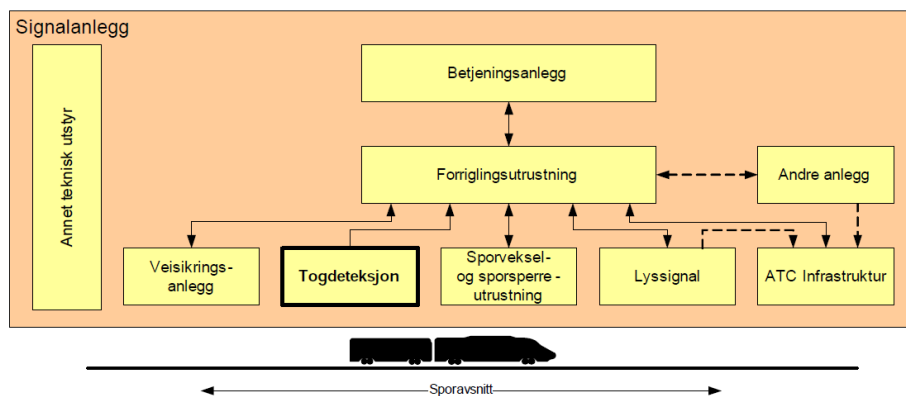 Signalanlegg
Annet teknisk utstyr
Betjeningsanlegg
Forriglingsutrustning
Andre anlegg
Veisikrings-
anlegg
Togdeteksjon
Sporveksel-
og sporsperre -
utrustning
Lyssignal
ATC Infrastruktur
Sporavsnitt